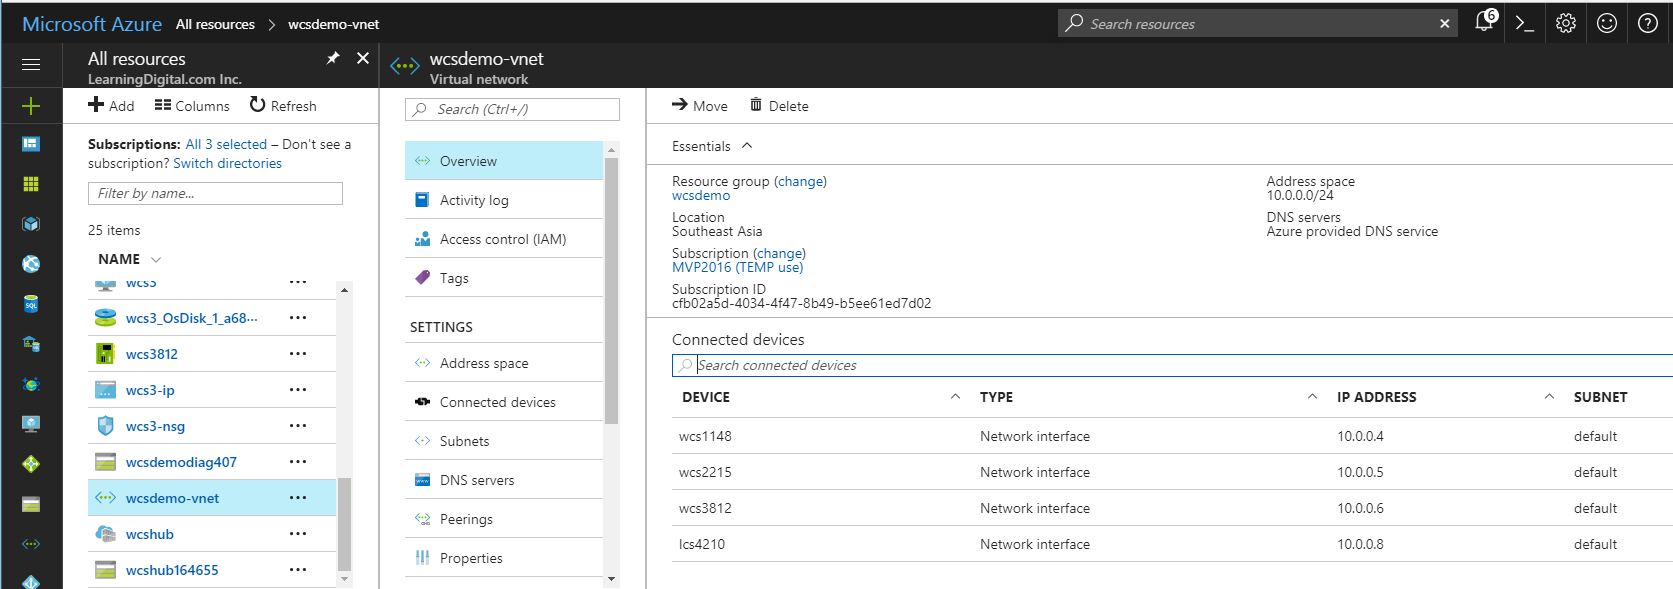 Microsoft Azure All resources > wcsdemo-vnet
Search resources
6
All resources
LearningDigital.com Inc.
Add Columns Refresh
Subscriptions: All 3 selected – Don't see a
subscription? Switch directories
Filter by name...
25 items
NAME
wcs3
wcs3_OsDisk_1_a68...
wcs3812
wcs3-ip
wcs3-nsg
wcsdemodiag407
wcsdemo-vnet
wcshub
wcshub164655
wcsdemo-vnet
Virtual network
Search (Ctrl+/)
Overview
Activity log
Access control (IAM)
Tags
SETTINGS
Address space
Connected devices
Subnets
DNS servers
Peerings
Properties
Move Delete
Essentials
Resource group (change)
wcsdemo
Location
Southeast Asia
Subscription (change)
MVP2016 (TEMP use)
Subscription ID
cfb02a5d-4034-4f47-8b49-b5ee61ed7d02
Address space
10.0.0.0/24
DNS servers
Azure provided DNS service
Connected devices
Search connected devices
DEVICE TYPE IP ADDRESS SUBNET
wcs1148 Network interface 10.0.0.4 default
wcs2215 Network interface 10.0.0.5 default
wcs3812 Network interface 10.0.0.6 default
lcs4210 Network interface 10.0.0.8 default